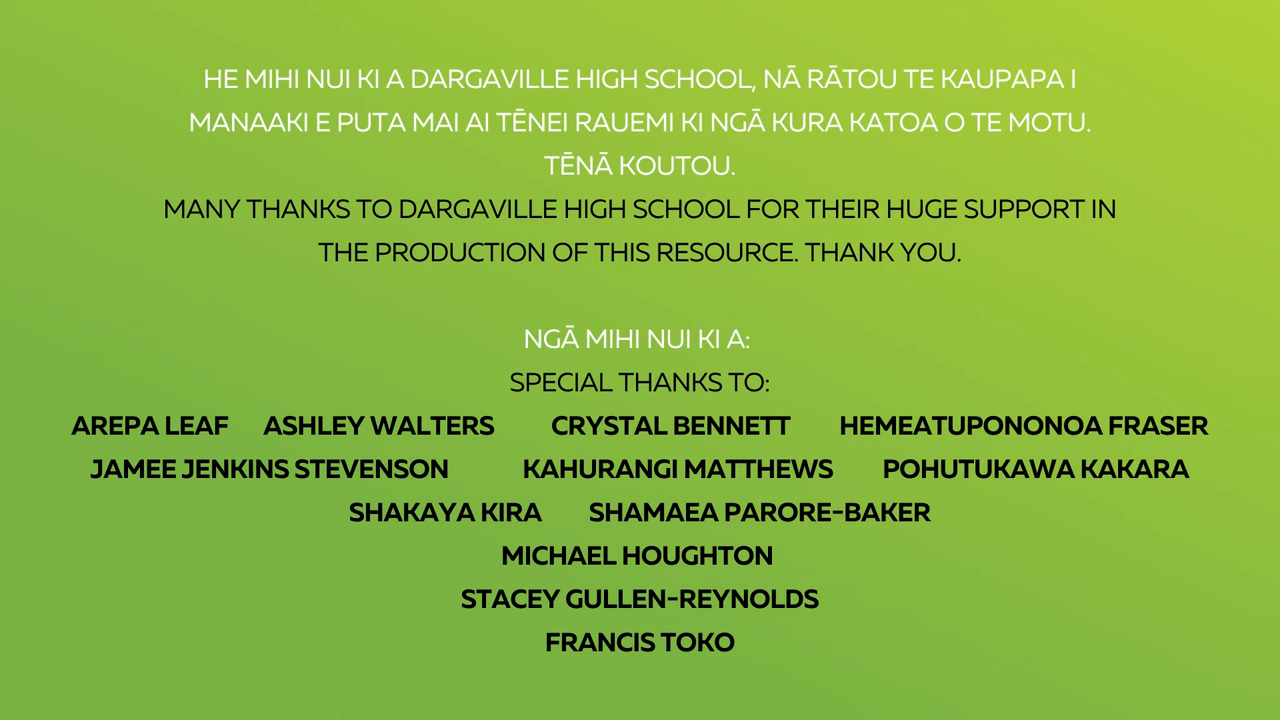 HE MIHI NUI KI A DARGAVILLE HIGH SCHOOL, NĀ RĀTOU TE KAUPAPA I
MANAAKI E PUTA MAI AI TĒNEI RAUEMI KI NGĀ KURA KATOA O TE MOTU.
TĒNĀ KOUTOU.
MANY THANKS TO DARGAVILLE HIGH SCHOOL FOR THEIR HUGE SUPPORT IN
THE PRODUCTION OF THIS RESOURCE. THANK YOU.
NGĀ MIHI NUI KI A:
SPECIAL THANKS TO:
AREPA LEAF ASHLEY WALTERS CRYSTAL BENNETT HEMEATUPONONOA FRASER
JAMEE JENKINS STEVENSON KAHURANGI MATTHEWS POHUTUKAWA KAKARA
SHAKAYA KIRA SHAMAEA PARORE-BAKER
MICHAEL HOUGHTON
STACEY GULLEN-REYNOLDS
FRANCIS TOKO